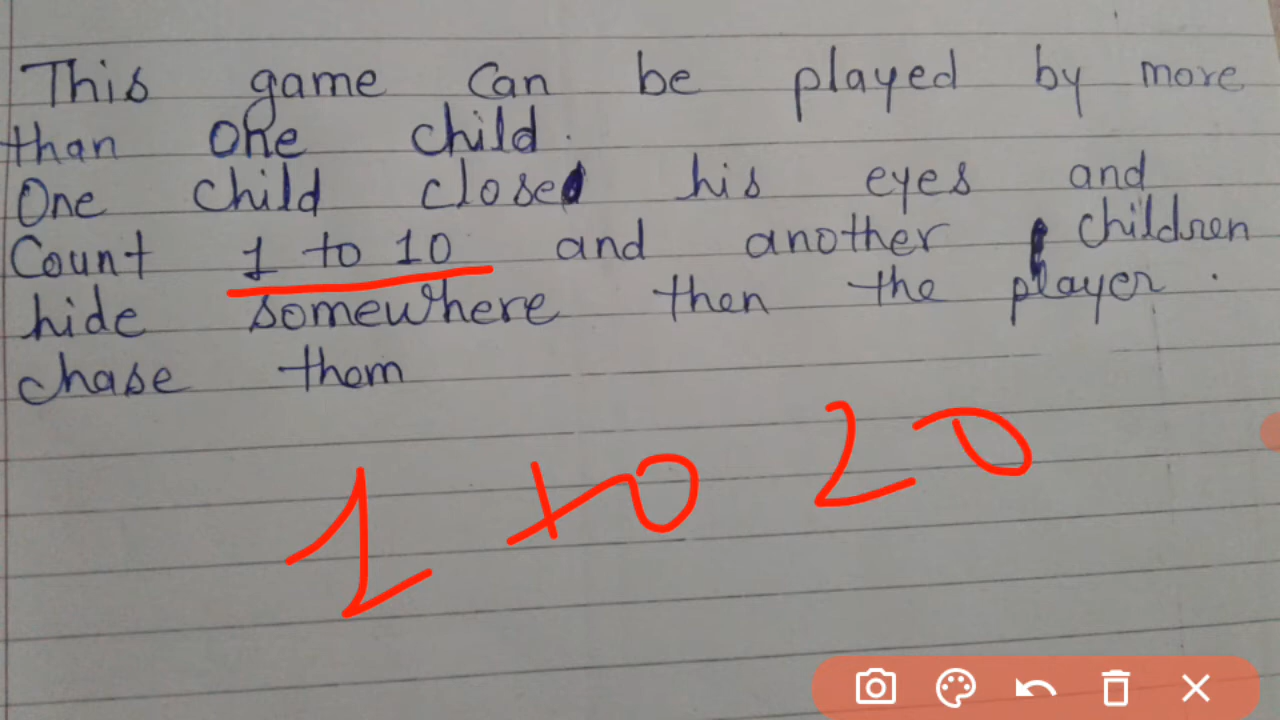 This game can be played by more
than one child.
One child close his eyes and
Count 1 to 10 and another children
hide somewhere then the player.
chase them
1 to 20